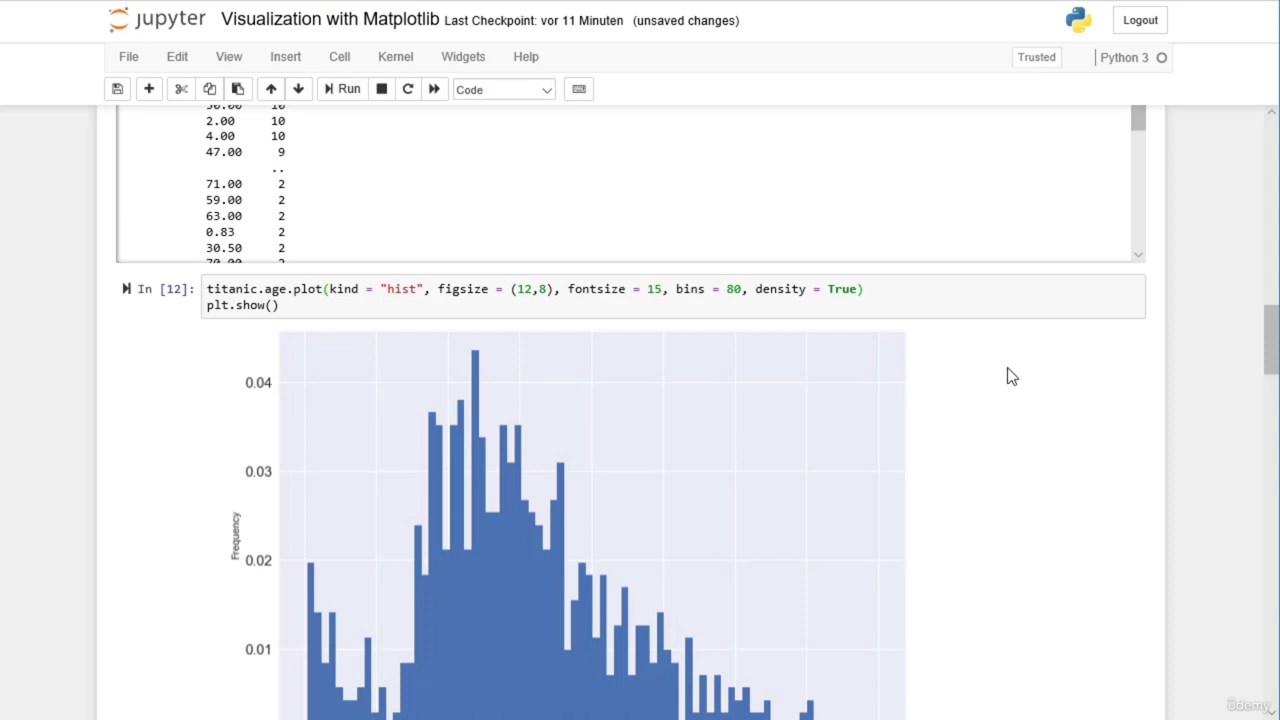 jupyter Visualization with Matplotlib Last Checkpoint: vor 11 Minuten (unsaved changes) Logout
File Edit View Insert Cell Kernel Widgets Help Trusted Python 3
Run Code
2.00 10
4.00 10
47.00 9
..
71.00 2
59.00 2
63.00 2
0.83 2
30.50 2
70.00 2
In [12]: titanic.age.plot(kind = "hist", figsize = (12,8), fontsize = 15, bins = 80, density = True)
plt.show()
0.04
0.03
Frequency
0.02
0.01
ûdemy